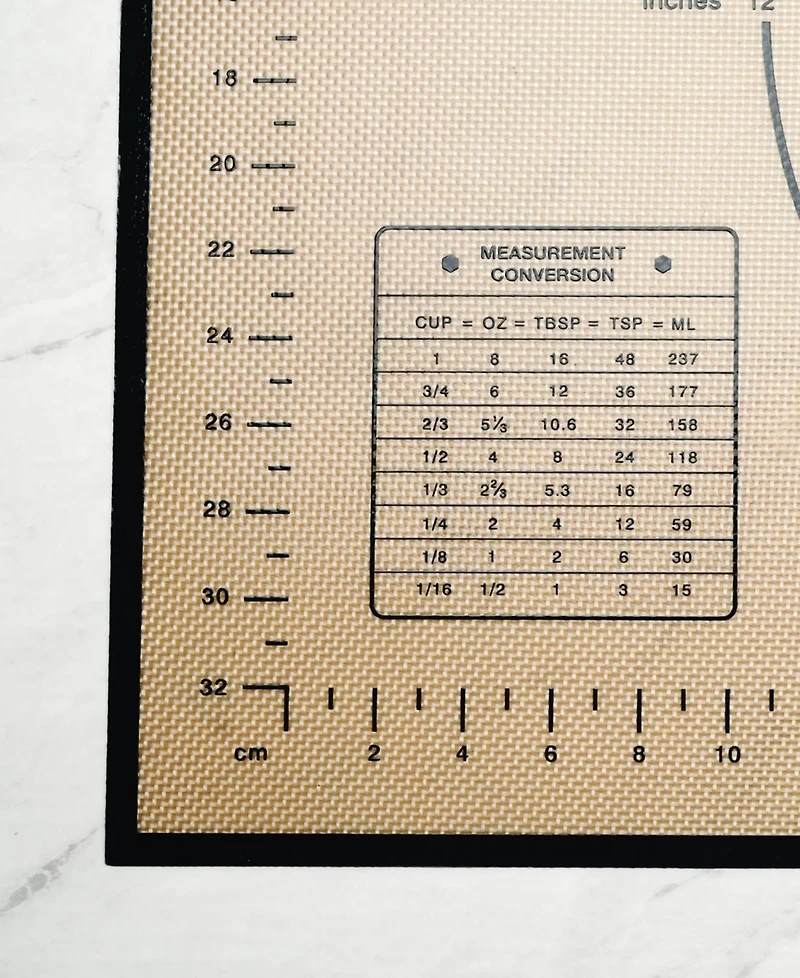 inches 12
18
20
22
24
26
28
30
32
MEASUREMENT
CONVERSION
CUP = OZ = TBSP = TSP = ML
1 8 16 48 237
3/4 6 12 36 177
2/3 5⅓ 10.6 32 158
1/2 4 8 24 118
1/3 2⅔ 5.3 16 79
1/4 2 4 12 59
1/8 1 2 6 30
1/16 1/2 1 3 15
cm 2 4 6 8 10